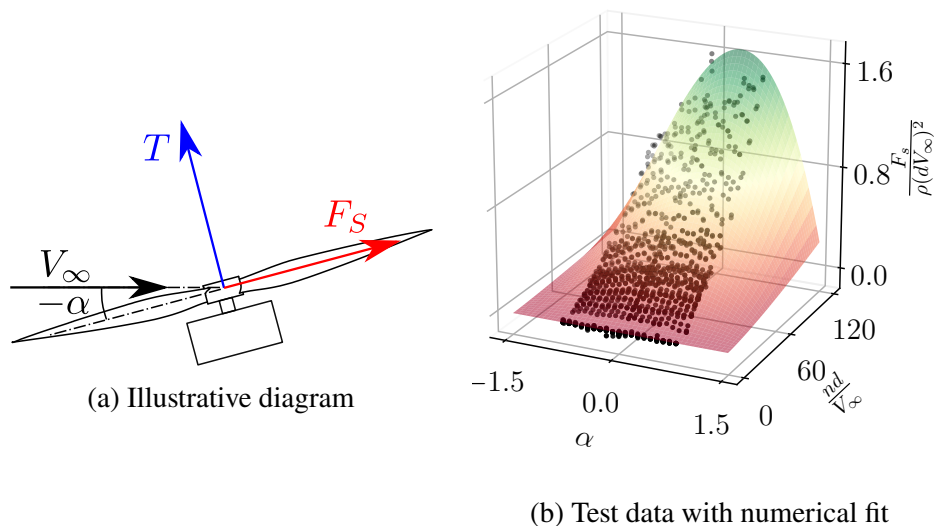 T
F_S
V_∞
−α
(a) Illustrative diagram
1.6
0.8
0.0
F_s / ρ(dV_∞)^2
120
60
0
nd / V_∞
−1.5
0.0
1.5
α
(b) Test data with numerical fit